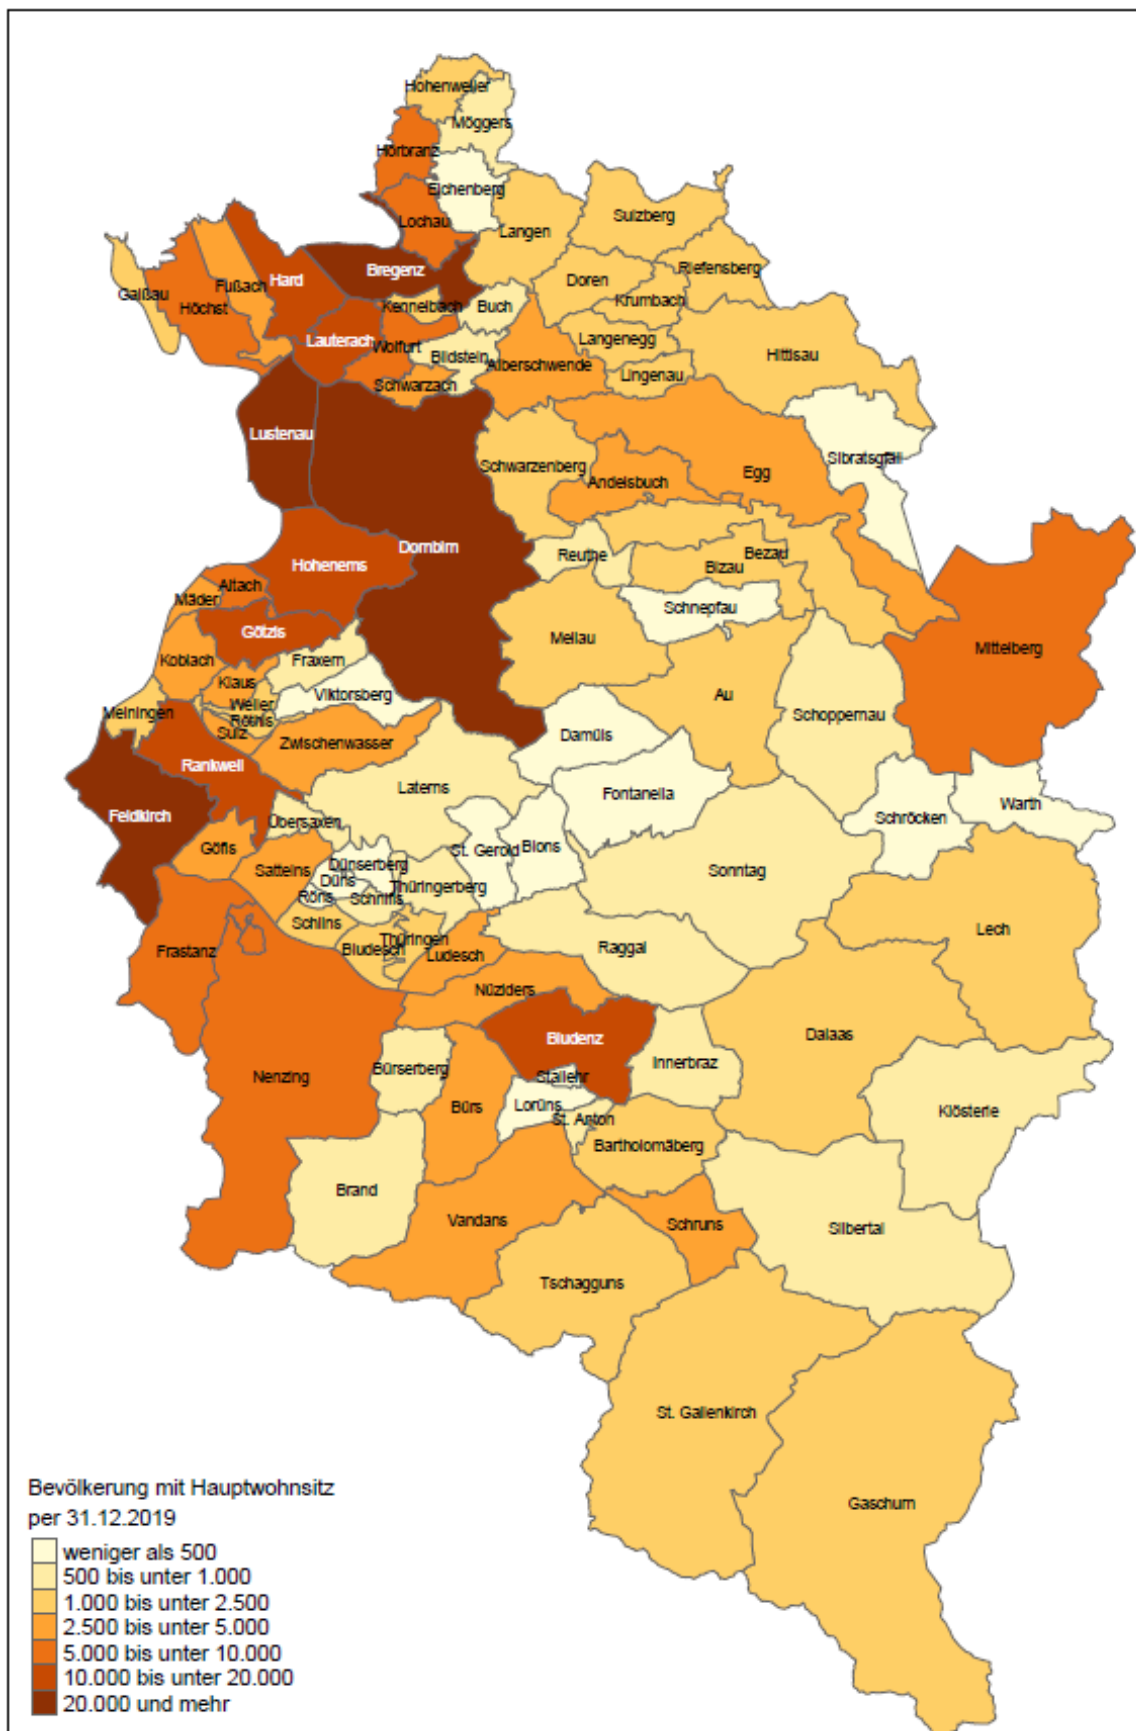 Hohenweiler
Möggers
Hörbranz
Eichenberg
Lochau
Langen
Sulzberg
Bregenz
Riefensberg
Doren
Gaißau
Fußach
Hard
Höchst
Kennelbach
Buch
Krumbach
Lauterach
Wolfurt
Bildstein
Langenegg
Hittisau
Alberschwende
Lingenau
Schwarzach
Lustenau
Sibratsgfäll
Schwarzenberg
Egg
Andelsbuch
Dornbirn
Reuthe
Bezau
Bizau
Hohenems
Altach
Mäder
Schnepfau
Götzis
Mellau
Mittelberg
Koblach
Fraxern
Klaus
Viktorsberg
Au
Weiler
Meiningen
Röthis
Schoppernau
Sulz
Damüls
Zwischenwasser
Rankweil
Laterns
Fontanella
Warth
Feldkirch
Übersaxen
Schröcken
Göfis
St. Gerold
Blons
Dünserberg
Satteins
Düns
Sonntag
Thüringerberg
Röns
Schnifis
Schlins
Lech
Thüringen
Frastanz
Bludesch
Ludesch
Raggal
Nüziders
Bludenz
Dalaas
Innerbraz
Bürserberg
Nenzing
Stallehr
Lorüns
Bürs
Klösterle
St. Anton
Bartholomäberg
Brand
Vandans
Schruns
Silbertal
Tschagguns
St. Gallenkirch
Gaschurn
Bevölkerung mit Hauptwohnsitz
per 31.12.2019
weniger als 500
500 bis unter 1.000
1.000 bis unter 2.500
2.500 bis unter 5.000
5.000 bis unter 10.000
10.000 bis unter 20.000
20.000 und mehr